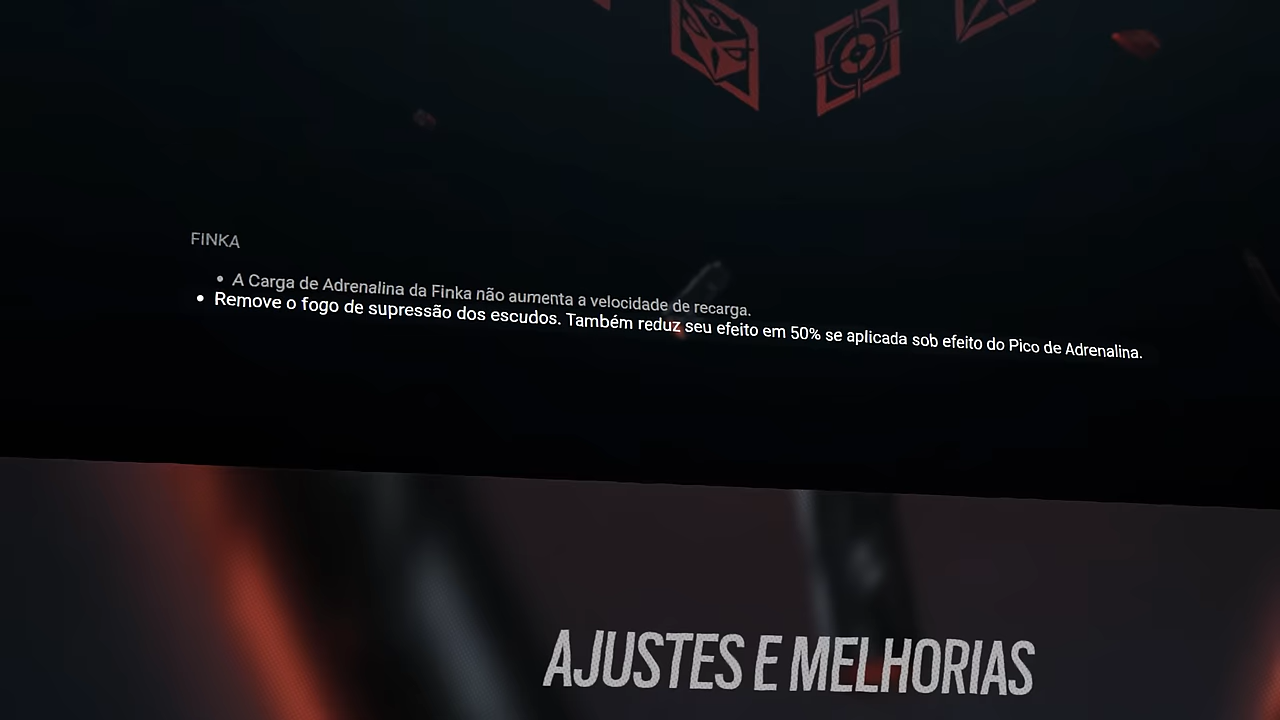 FINKA
• A Carga de Adrenalina da Finka não aumenta a velocidade de recarga.
• Remove o fogo de supressão dos escudos. Também reduz seu efeito em 50% se aplicada sob efeito do Pico de Adrenalina.
AJUSTES E MELHORIAS